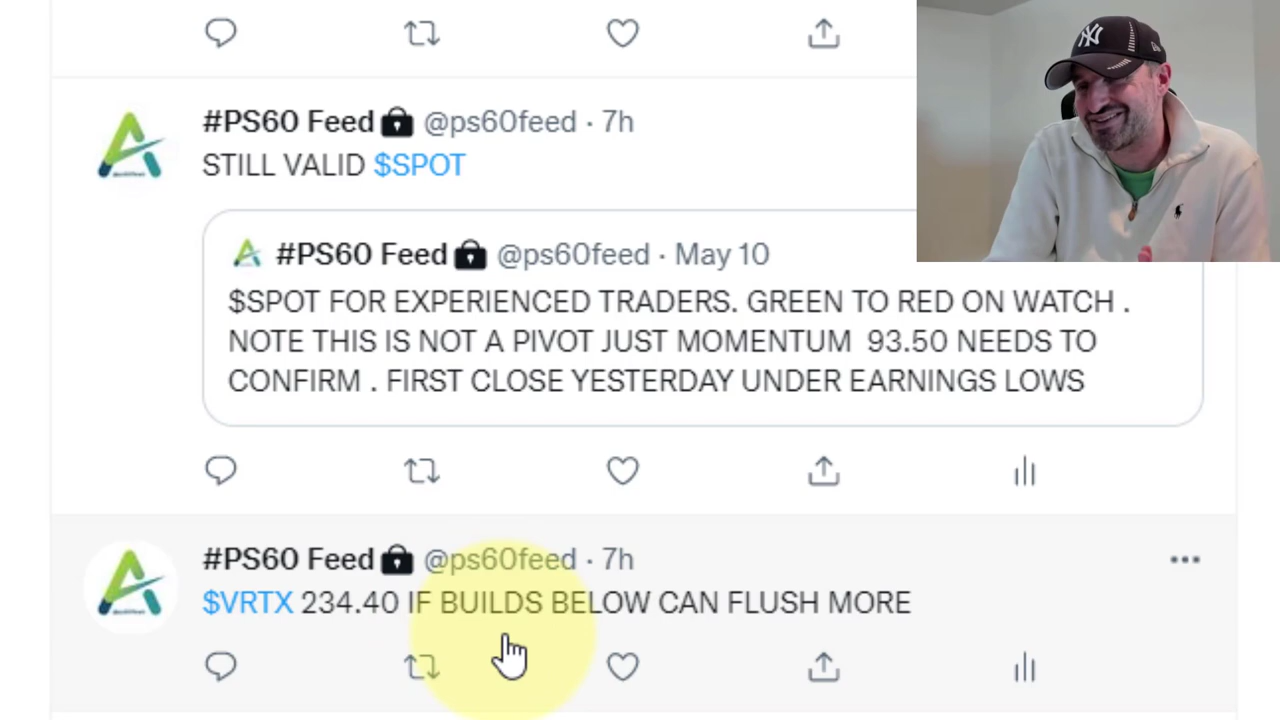 #PS60 Feed @ps60feed · 7h
STILL VALID $SPOT
#PS60 Feed @ps60feed · May 10
$SPOT FOR EXPERIENCED TRADERS. GREEN TO RED ON WATCH .
NOTE THIS IS NOT A PIVOT JUST MOMENTUM 93.50 NEEDS TO
CONFIRM . FIRST CLOSE YESTERDAY UNDER EARNINGS LOWS
#PS60 Feed @ps60feed · 7h
$VRTX 234.40 IF BUILDS BELOW CAN FLUSH MORE
NY